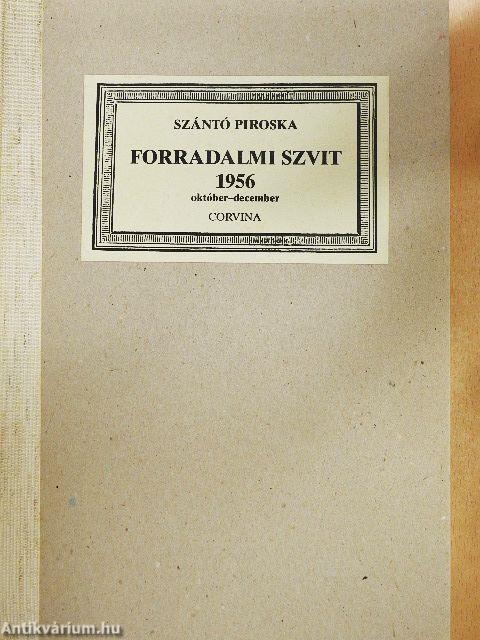 SZÁNTÓ PIROSKA
FORRADALMI SZVIT
1956
október–december
CORVINA
Antikvárium.hu